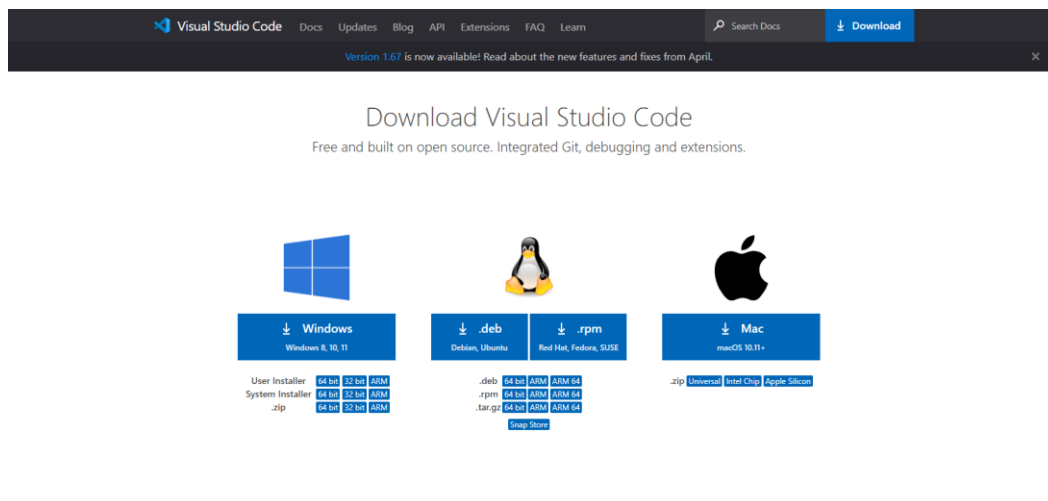 Visual Studio Code Docs Updates Blog API Extensions FAQ Learn Search Docs Download
Version 1.67 is now available! Read about the new features and fixes from April.
Download Visual Studio Code
Free and built on open source. Integrated Git, debugging and extensions.
Windows
Windows 8, 10, 11
User Installer 64 bit 32 bit ARM
System Installer 64 bit 32 bit ARM
.zip 64 bit 32 bit ARM
.deb .rpm
Debian, Ubuntu Red Hat, Fedora, SUSE
.deb 64 bit ARM ARM 64
.rpm 64 bit ARM ARM 64
.tar.gz 64 bit ARM ARM 64
Snap Store
Mac
macOS 10.11+
.zip Universal Intel Chip Apple Silicon